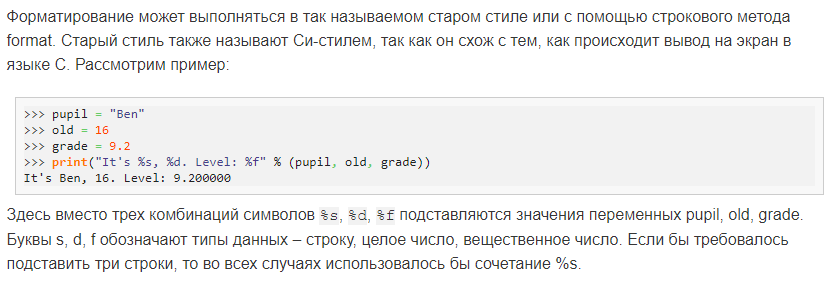 Форматирование может выполняться в так называемом старом стиле или с помощью строкового метода
format. Старый стиль также называют Си-стилем, так как он схож с тем, как происходит вывод на экран в
языке C. Рассмотрим пример:
>>> pupil = "Ben"
>>> old = 16
>>> grade = 9.2
>>> print("It's %s, %d. Level: %f" % (pupil, old, grade))
It's Ben, 16. Level: 9.200000
Здесь вместо трех комбинаций символов %s, %d, %f подставляются значения переменных pupil, old, grade.
Буквы s, d, f обозначают типы данных – строку, целое число, вещественное число. Если бы требовалось
подставить три строки, то во всех случаях использовалось бы сочетание %s.